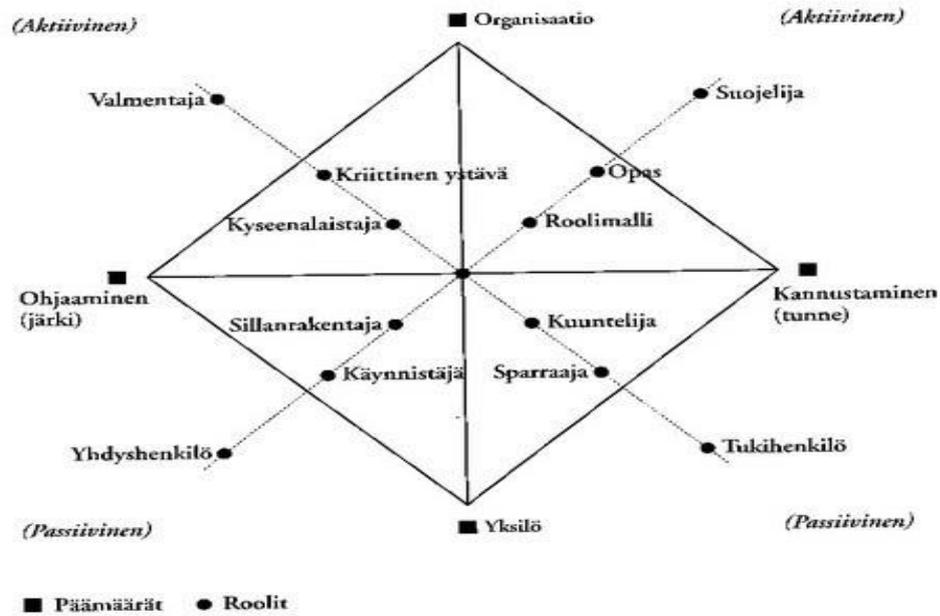 (Aktiivinen)
Organisaatio
(Aktiivinen)
Valmentaja
Suojelija
Kriittinen ystävä
Opas
Kyseenalaistaja
Roolimalli
Ohjaaminen
(järki)
Kannustaminen
(tunne)
Sillanrakentaja
Kuuntelija
Käynnistäjä
Sparraaja
Yhdyshenkilö
Tukihenkilö
(Passiivinen)
Yksilö
(Passiivinen)
Päämäärät
Roolit